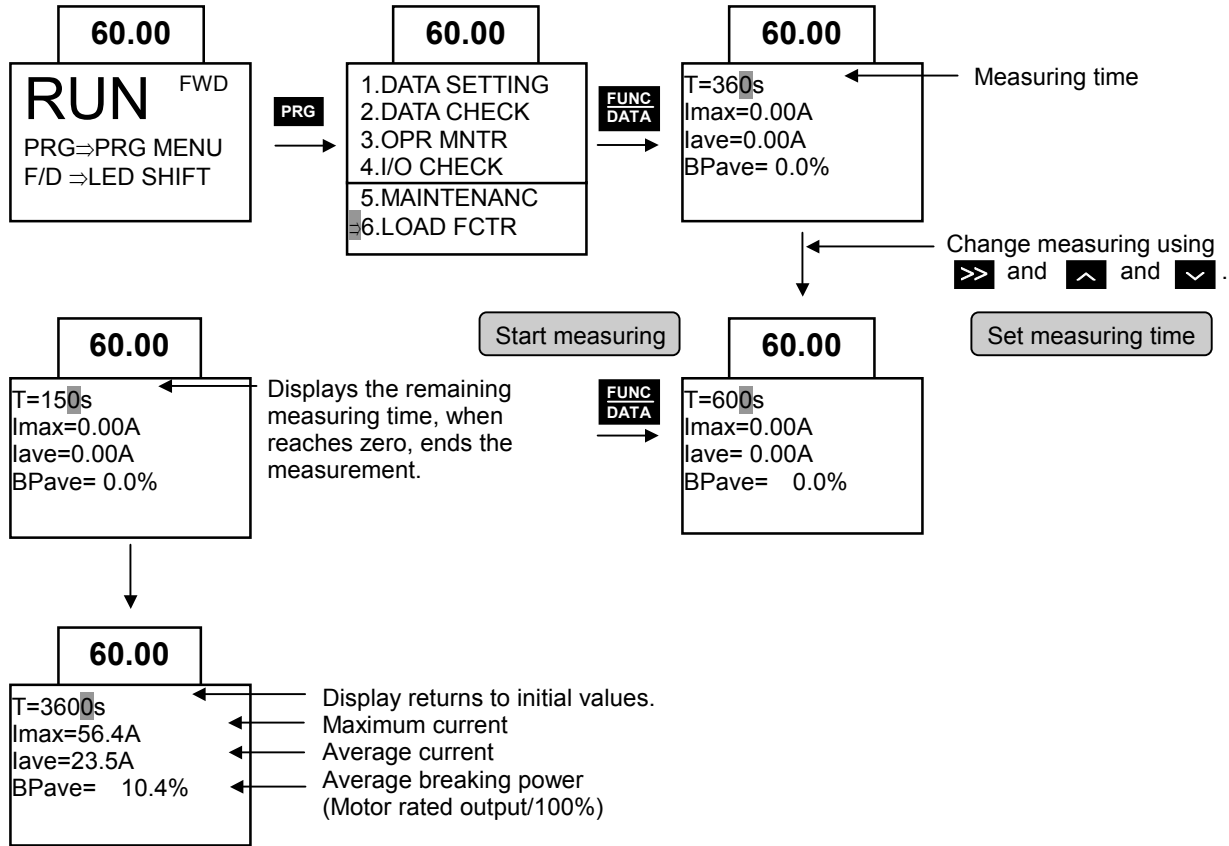 60.00
RUN FWD
PRG⇒PRG MENU
F/D ⇒LED SHIFT
PRG
60.00
1.DATA SETTING
2.DATA CHECK
3.OPR MNTR
4.I/O CHECK
5.MAINTENANC
⇒6.LOAD FCTR
FUNC
DATA
60.00
T=360s
Imax=0.00A
Iave=0.00A
BPave= 0.0%
Measuring time
Change measuring using
>> and ︿ and ﹀ .
Set measuring time
60.00
T=600s
Imax=0.00A
Iave= 0.00A
BPave= 0.0%
Start measuring
FUNC
DATA
60.00
T=150s
Imax=0.00A
Iave=0.00A
BPave= 0.0%
Displays the remaining
measuring time, when
reaches zero, ends the
measurement.
60.00
T=3600s
Imax=56.4A
Iave=23.5A
BPave= 10.4%
Display returns to initial values.
Maximum current
Average current
Average breaking power
(Motor rated output/100%)